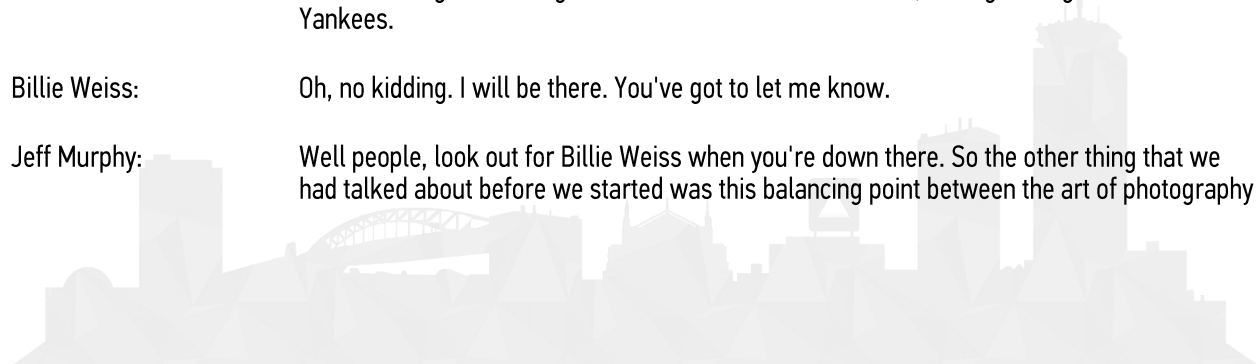 Yankees.
Billie Weiss: Oh, no kidding. I will be there. You've got to let me know.
Jeff Murphy: Well people, look out for Billie Weiss when you're down there. So the other thing that we
had talked about before we started was this balancing point between the art of photography